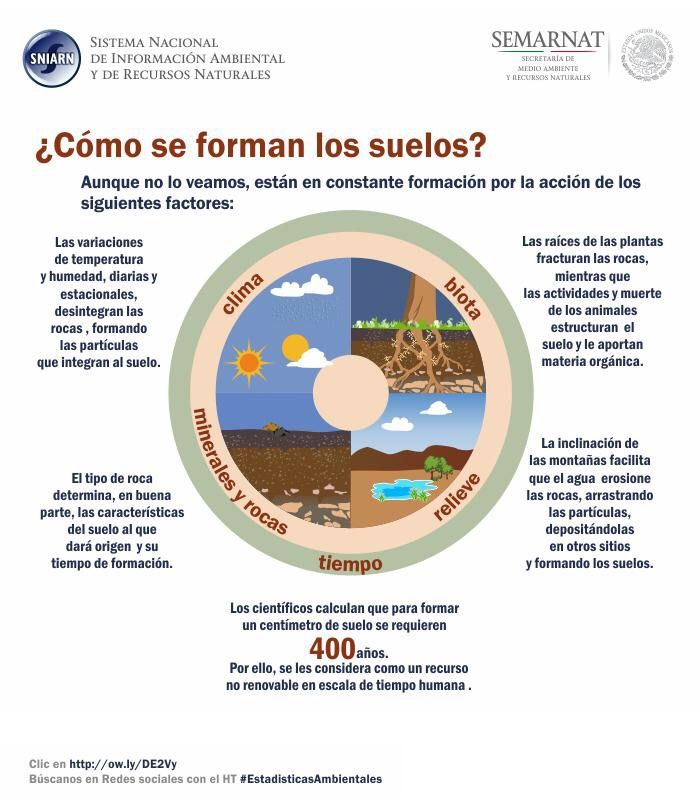 SNIARN
SISTEMA NACIONAL
DE INFORMACIÓN AMBIENTAL
Y DE RECURSOS NATURALES
SEMARNAT
SECRETARÍA DE
MEDIO AMBIENTE
Y RECURSOS NATURALES
ESTADOS UNIDOS MEXICANOS
¿Cómo se forman los suelos?
Aunque no lo veamos, están en constante formación por la acción de los
siguientes factores:
Las variaciones
de temperatura
y humedad, diarias y
estacionales,
desintegran las
rocas , formando
las partículas
que integran al suelo.
clima
biota
Las raíces de las plantas
fracturan las rocas,
mientras que
las actividades y muerte
de los animales
estructuran el
suelo y le aportan
materia orgánica.
El tipo de roca
determina, en buena
parte, las características
del suelo al que
dará origen y su
tiempo de formación.
minerales y rocas
relieve
La inclinación de
las montañas facilita
que el agua erosione
las rocas, arrastrando
las partículas,
depositándolas
en otros sitios
y formando los suelos.
tiempo
Los científicos calculan que para formar
un centímetro de suelo se requieren
400 años.
Por ello, se les considera como un recurso
no renovable en escala de tiempo humana .
Clic en http://ow.ly/DE2Vy
Búscanos en Redes sociales con el HT #EstadisticasAmbientales